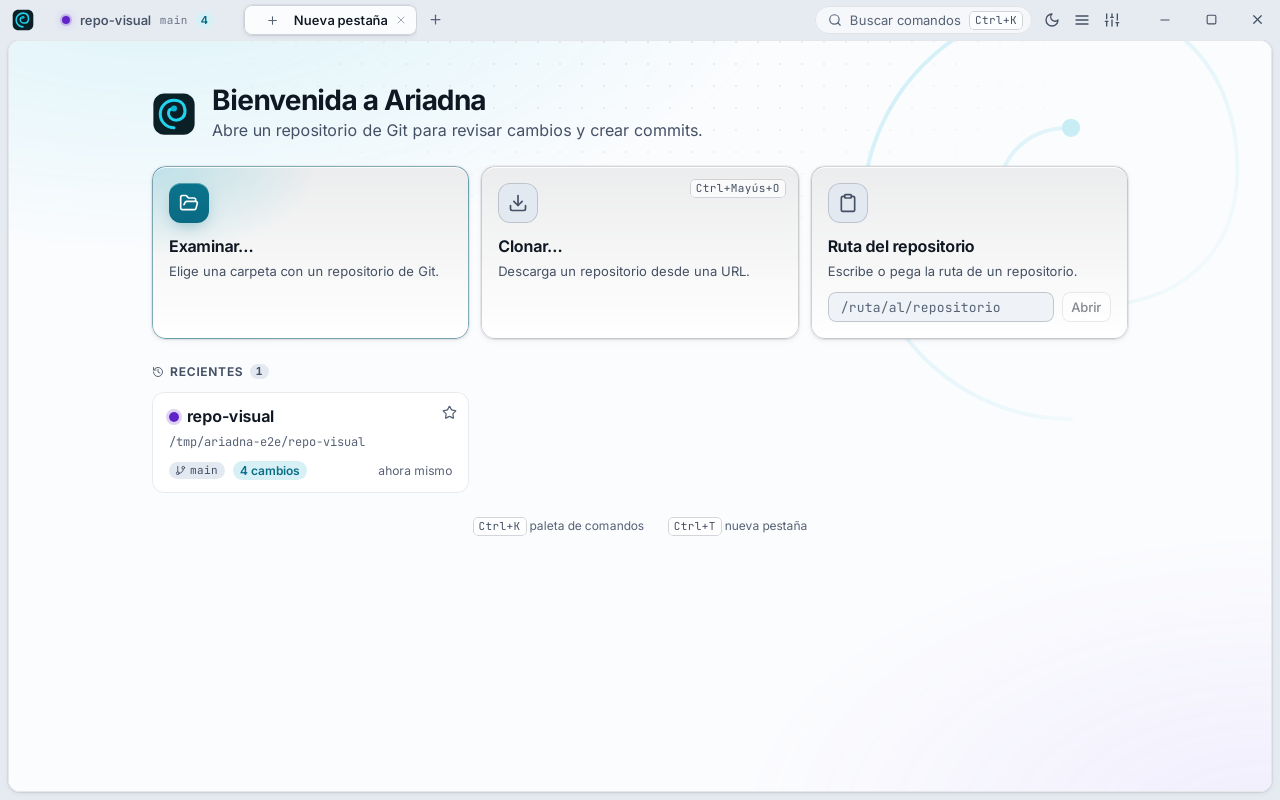 repo-visual main 4
Nueva pestaña
Buscar comandos Ctrl+K
Bienvenida a Ariadna
Abre un repositorio de Git para revisar cambios y crear commits.
Examinar...
Elige una carpeta con un repositorio de Git.
Ctrl+Mayús+O
Clonar...
Descarga un repositorio desde una URL.
Ruta del repositorio
Escribe o pega la ruta de un repositorio.
/ruta/al/repositorio Abrir
RECIENTES 1
repo-visual
/tmp/ariadna-e2e/repo-visual
main 4 cambios ahora mismo
Ctrl+K paleta de comandos Ctrl+T nueva pestaña